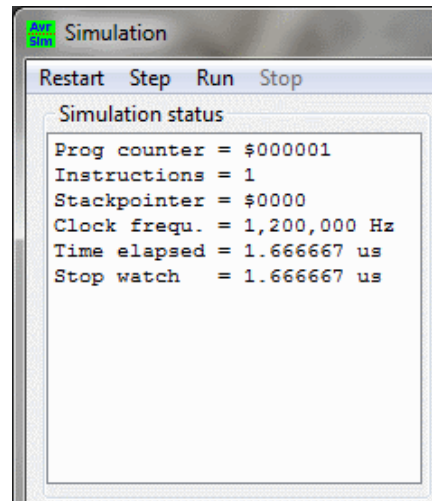 Avr
Sim
Simulation
Restart Step Run Stop
Simulation status
Prog counter = $000001
Instructions = 1
Stackpointer = $0000
Clock frequ. = 1,200,000 Hz
Time elapsed = 1.666667 us
Stop watch = 1.666667 us